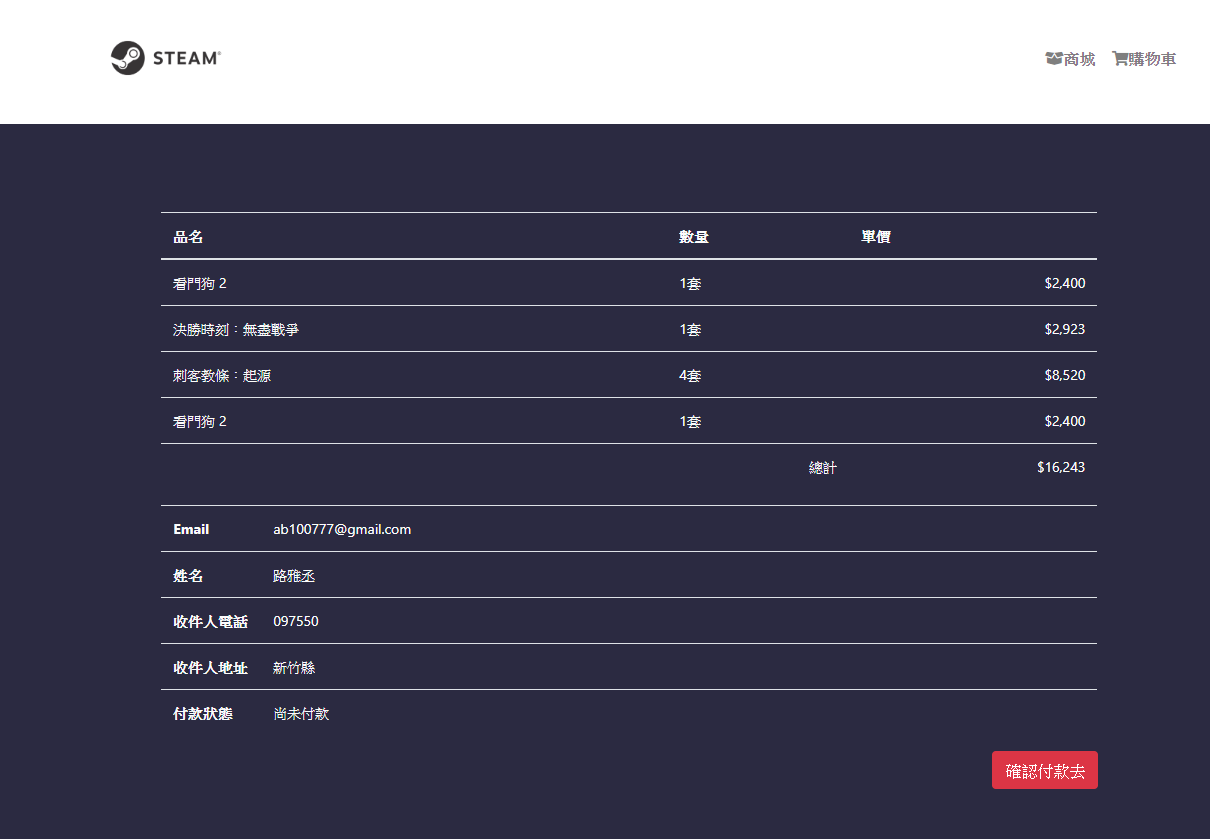 STEAM®
商城 購物車
品名 數量 單價
看門狗 2 1套 $2,400
決勝時刻：無盡戰爭 1套 $2,923
刺客教條：起源 4套 $8,520
看門狗 2 1套 $2,400
總計 $16,243
Email ab100777@gmail.com
姓名 路雅丞
收件人電話 097550
收件人地址 新竹縣
付款狀態 尚未付款
確認付款去